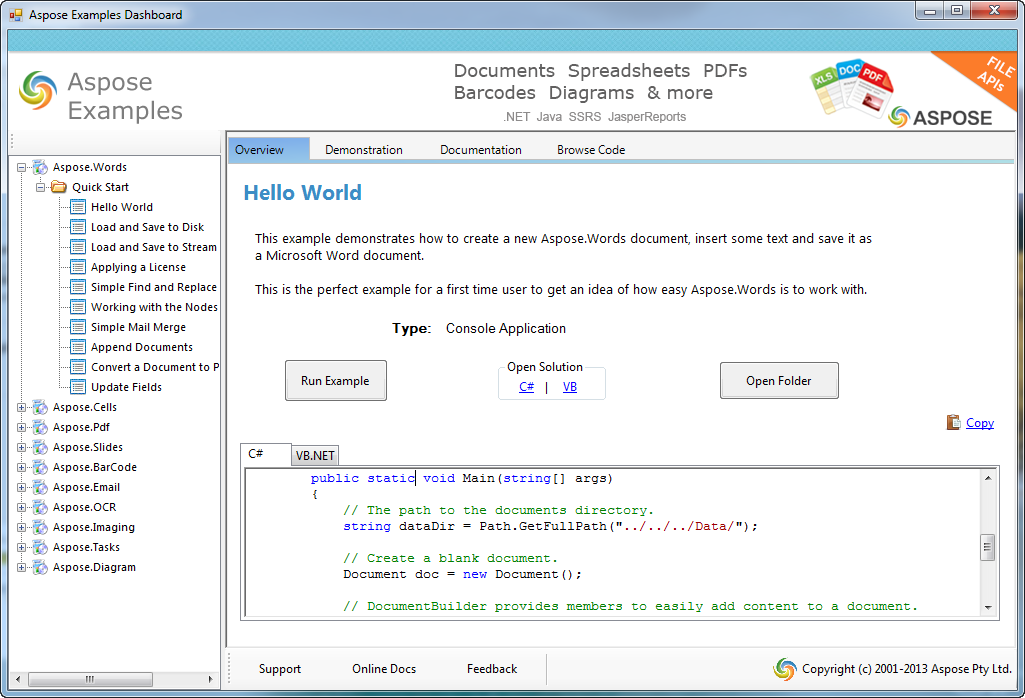 Aspose Examples Dashboard
Aspose
Examples
Documents Spreadsheets PDFs
Barcodes Diagrams & more
.NET Java SSRS JasperReports
XLS DOC PDF
ASPOSE
FILE
APIs
Aspose.Words
Quick Start
Hello World
Load and Save to Disk
Load and Save to Stream
Applying a License
Simple Find and Replace
Working with the Nodes
Simple Mail Merge
Append Documents
Convert a Document to P
Update Fields
Aspose.Cells
Aspose.Pdf
Aspose.Slides
Aspose.BarCode
Aspose.Email
Aspose.OCR
Aspose.Imaging
Aspose.Tasks
Aspose.Diagram
Overview Demonstration Documentation Browse Code
Hello World
This example demonstrates how to create a new Aspose.Words document, insert some text and save it as
a Microsoft Word document.
This is the perfect example for a first time user to get an idea of how easy Aspose.Words is to work with.
Type: Console Application
Run Example
Open Solution
C# | VB
Open Folder
Copy
C# VB.NET
public static void Main(string[] args)
{
// The path to the documents directory.
string dataDir = Path.GetFullPath("../../../Data/");
// Create a blank document.
Document doc = new Document();
// DocumentBuilder provides members to easily add content to a document.
Support Online Docs Feedback
Copyright (c) 2001-2013 Aspose Pty Ltd.